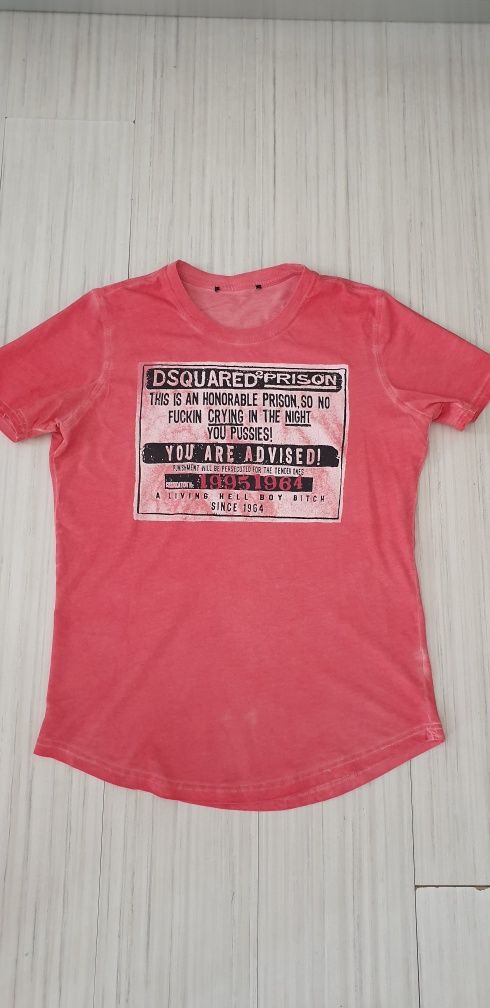 DSQUARED2 PRISON
THIS IS AN HONORABLE PRISON, SO NO
FUCKIN CRYING IN THE NIGHT
YOU PUSSIES!
YOU ARE ADVISED!
PUNISHMENT WILL BE PERSECUTED FOR THE TENDER ONES
19951964
A LIVING HELL BOY BITCH
SINCE 1964